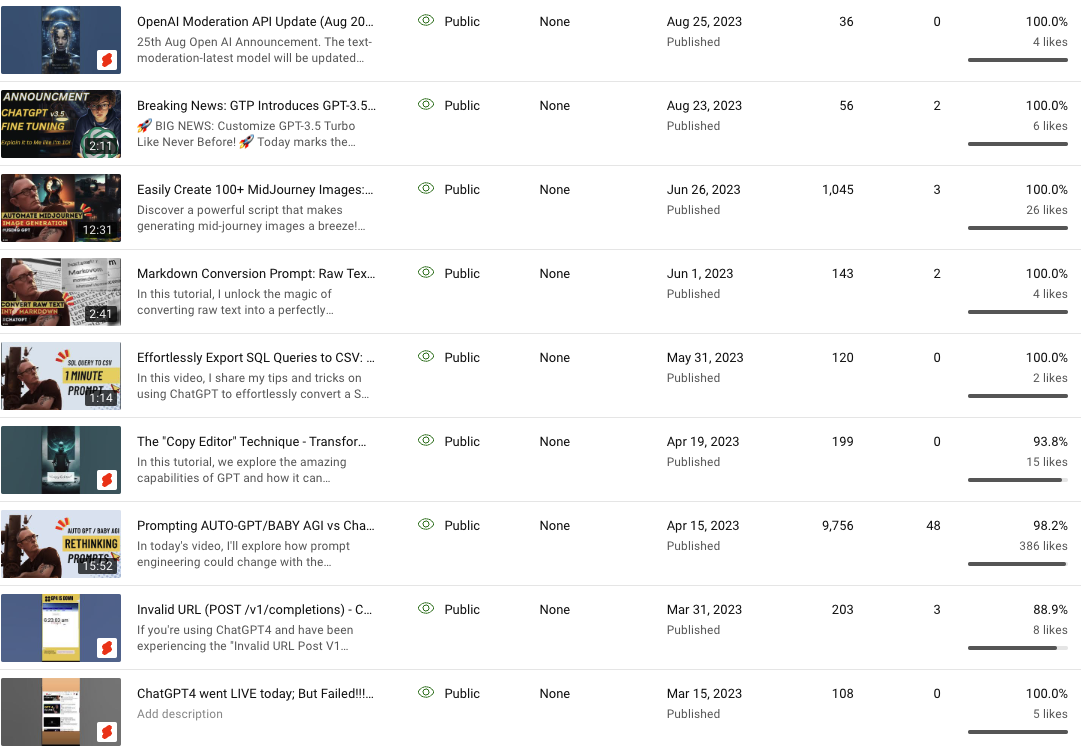 OpenAI Moderation API Update (Aug 20...
Public
None
Aug 25, 2023
36
0
100.0%
25th Aug Open AI Announcement. The text-
Published
4 likes
moderation-latest model will be updated...
ANNOUNCMENT
CHATGPT v3.5
FINE TUNING
Explain it to Me like i'm 10!
2:11
Breaking News: GTP Introduces GPT-3.5...
Public
None
Aug 23, 2023
56
2
100.0%
🚀 BIG NEWS: Customize GPT-3.5 Turbo
Published
6 likes
Like Never Before! 🚀 Today marks the...
AUTOMATE MIDJOURNEY
IMAGE GENERATION
#USING GPT
12:31
Easily Create 100+ MidJourney Images:...
Public
None
Jun 26, 2023
1,045
3
100.0%
Discover a powerful script that makes
Published
26 likes
generating mid-journey images a breeze!...
Markdown
CONVERT RAW TEXT
INTO MARKDOWN
#CHATGPT
2:41
Markdown Conversion Prompt: Raw Tex...
Public
None
Jun 1, 2023
143
2
100.0%
In this tutorial, I unlock the magic of
Published
4 likes
converting raw text into a perfectly...
SQL QUERY TO CSV
1 MINUTE
PROMPT
1:14
Effortlessly Export SQL Queries to CSV: ...
Public
None
May 31, 2023
120
0
100.0%
In this video, I share my tips and tricks on
Published
2 likes
using ChatGPT to effortlessly convert a S...
The "Copy Editor" Technique - Transfor...
Public
None
Apr 19, 2023
199
0
93.8%
In this tutorial, we explore the amazing
Published
15 likes
capabilities of GPT and how it can...
AUTO GPT / BABY AGI
RETHINKING
PROMPTS
15:52
Prompting AUTO-GPT/BABY AGI vs Cha...
Public
None
Apr 15, 2023
9,756
48
98.2%
In today's video, I'll explore how prompt
Published
386 likes
engineering could change with the...
GP4 IS DOWN
Invalid URL (POST /v1/completions) - C...
Public
None
Mar 31, 2023
203
3
88.9%
If you're using ChatGPT4 and have been
Published
8 likes
experiencing the "Invalid URL Post V1...
ChatGPT4 went LIVE today; But Failed!!!...
Public
None
Mar 15, 2023
108
0
100.0%
Add description
Published
5 likes